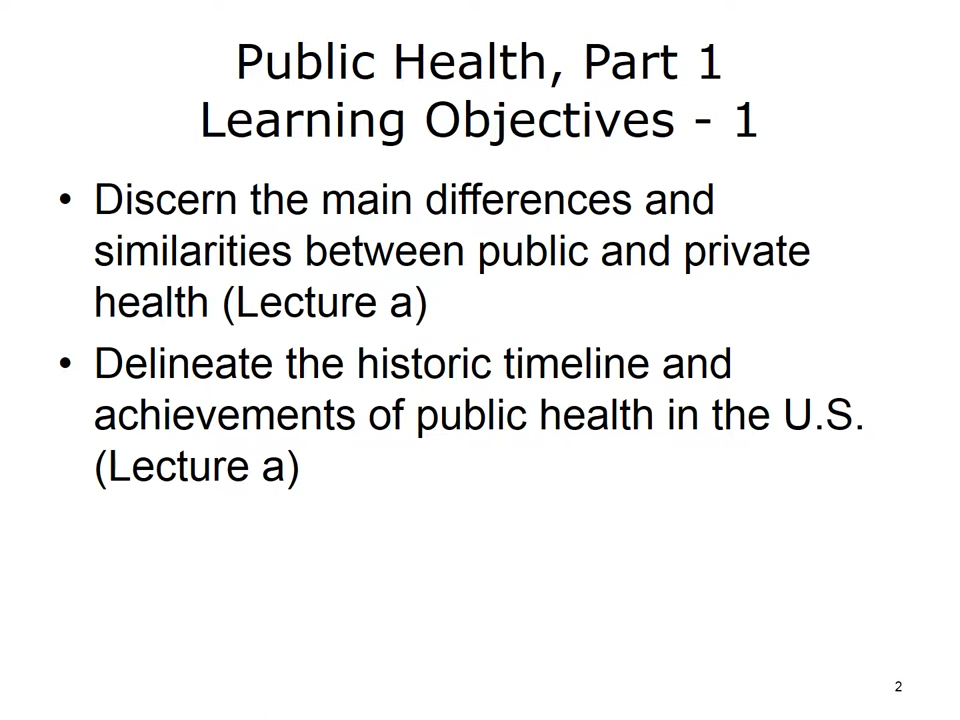 Public Health, Part 1
Learning Objectives - 1
• Discern the main differences and
similarities between public and private
health (Lecture a)
• Delineate the historic timeline and
achievements of public health in the U.S.
(Lecture a)
2